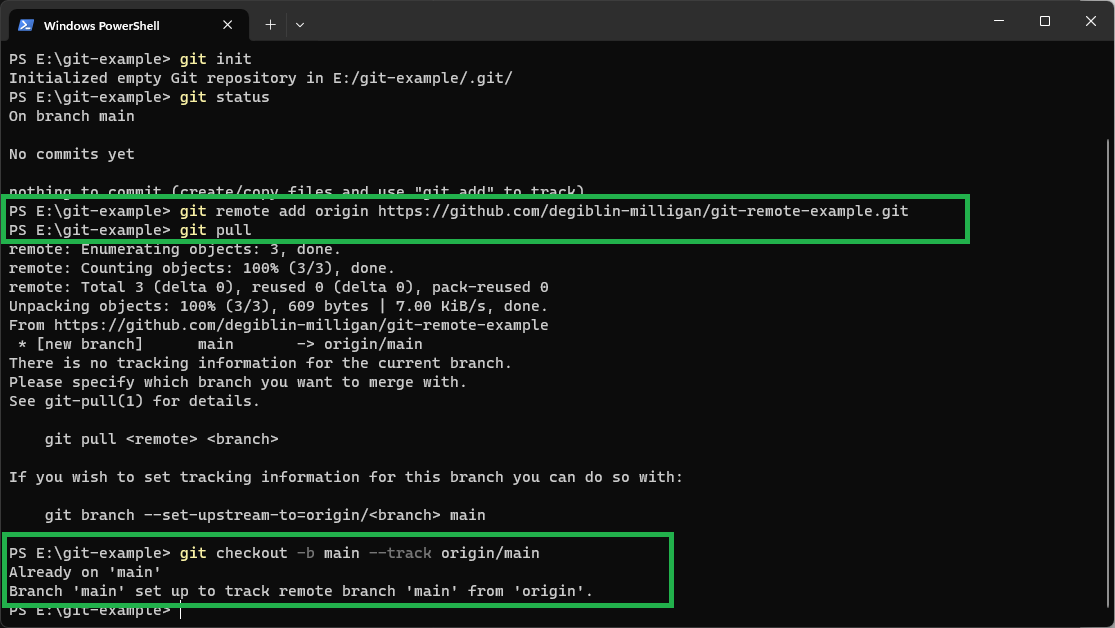 Windows PowerShell
PS E:\git-example> git init
Initialized empty Git repository in E:/git-example/.git/
PS E:\git-example> git status
On branch main
No commits yet
nothing to commit (create/copy files and use "git add" to track)
PS E:\git-example> git remote add origin https://github.com/degiblin-milligan/git-remote-example.git
PS E:\git-example> git pull
remote: Enumerating objects: 3, done.
remote: Counting objects: 100% (3/3), done.
remote: Total 3 (delta 0), reused 0 (delta 0), pack-reused 0
Unpacking objects: 100% (3/3), 609 bytes | 7.00 KiB/s, done.
From https://github.com/degiblin-milligan/git-remote-example
 * [new branch]      main       -> origin/main
There is no tracking information for the current branch.
Please specify which branch you want to merge with.
See git-pull(1) for details.
    git pull <remote> <branch>
If you wish to set tracking information for this branch you can do so with:
    git branch --set-upstream-to=origin/<branch> main
PS E:\git-example> git checkout -b main --track origin/main
Already on 'main'
Branch 'main' set up to track remote branch 'main' from 'origin'.
PS E:\git-example>